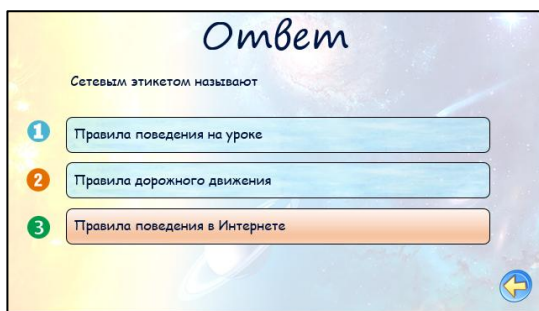 Ответ
Сетевым этикетом называют
1 Правила поведения на уроке
2 Правила дорожного движения
3 Правила поведения в Интернете